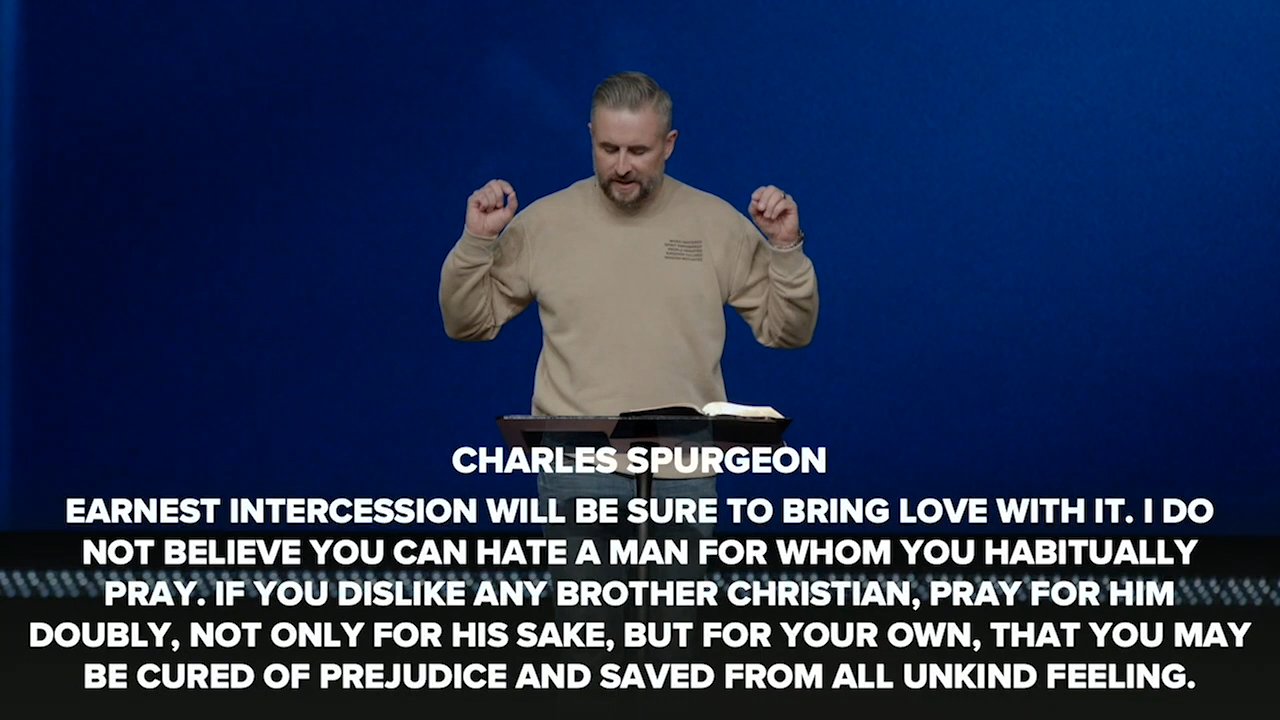 CHARLES SPURGEON
EARNEST INTERCESSION WILL BE SURE TO BRING LOVE WITH IT. I DO
NOT BELIEVE YOU CAN HATE A MAN FOR WHOM YOU HABITUALLY
PRAY. IF YOU DISLIKE ANY BROTHER CHRISTIAN, PRAY FOR HIM
DOUBLY, NOT ONLY FOR HIS SAKE, BUT FOR YOUR OWN, THAT YOU MAY
BE CURED OF PREJUDICE AND SAVED FROM ALL UNKIND FEELING.